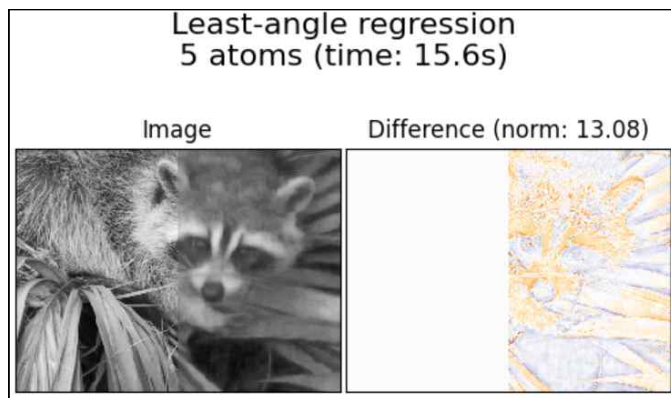 Least-angle regression
5 atoms (time: 15.6s)
Image
Difference (norm: 13.08)